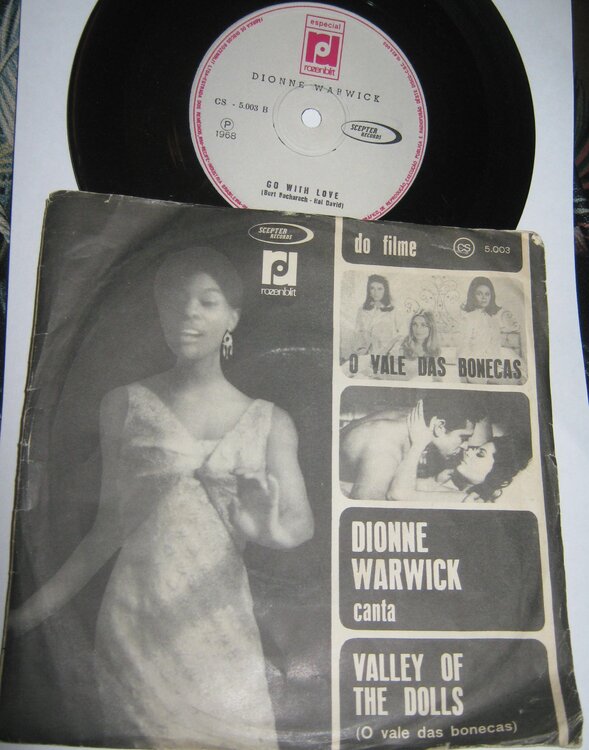 especial
rozenblit
DIONNE WARWICK
CS - 5.003 B
SCEPTER
RECORDS
P
1968
GO WITH LOVE
(Burt Bacharach - Hal David)
SCEPTER
RECORDS
rozenblit
do filme
CS 5.003
O VALE DAS BONECAS
DIONNE
WARWICK
canta
VALLEY OF
THE DOLLS
(O vale das bonecas)